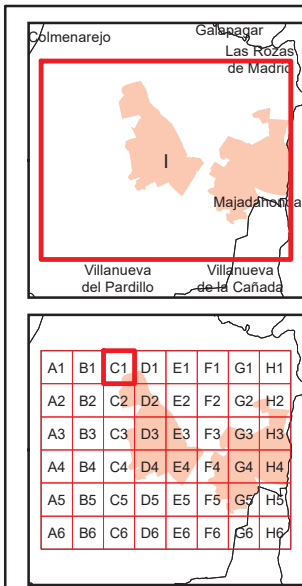 Colmenarejo
Galapagar
Las Rozas
de Madrid
I
Majadahonda
Villanueva
del Pardillo
Villanueva
de la Cañada
A1 B1 C1 D1 E1 F1 G1 H1
A2 B2 C2 D2 E2 F2 G2 H2
A3 B3 C3 D3 E3 F3 G3 H3
A4 B4 C4 D4 E4 F4 G4 H4
A5 B5 C5 D5 E5 F5 G5 H5
A6 B6 C6 D6 E6 F6 G6 H6